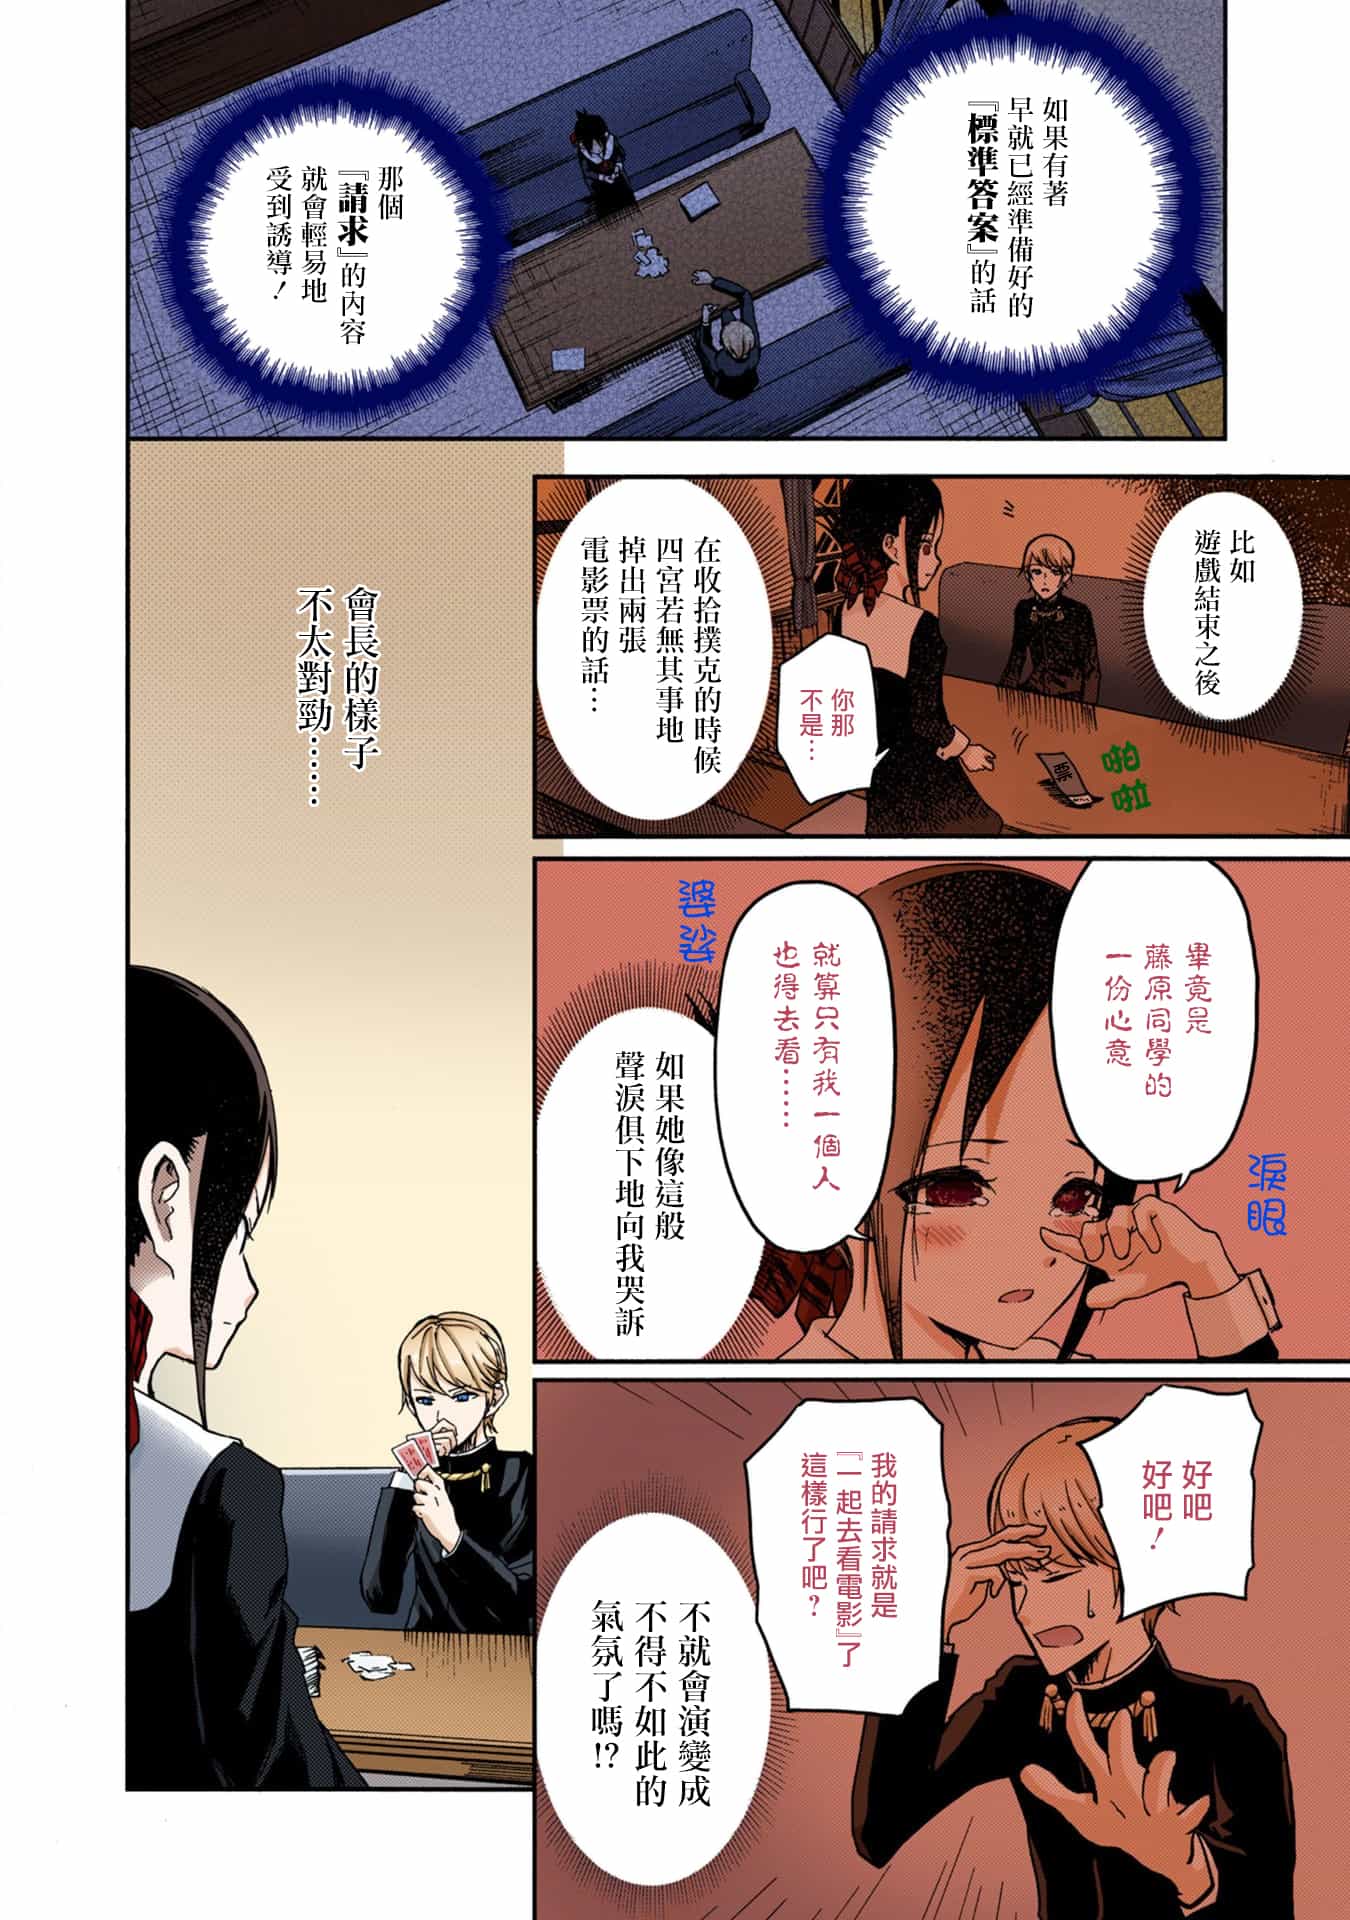 如果有著
早就已經準備好的
『標準答案』的話
那個
『請求』的內容
就會輕易地
受到誘導！
比如
遊戲結束之後
在收拾撲克的時候
四宮若無其事地
掉出兩張
電影票的話…
你那
不是…
票
啪
啦
畢竟是
藤原同學的
一份心意
淚眼
就算只有我一個人
也得去看……
婆娑
如果她像這般
聲淚俱下地向我哭訴
好吧
好吧！
我的請求就是
『一起去看電影』了
這樣行了吧？
不就會演變成
不得不如此的
氣氛了嗎!?
會長的樣子
不太對勁……